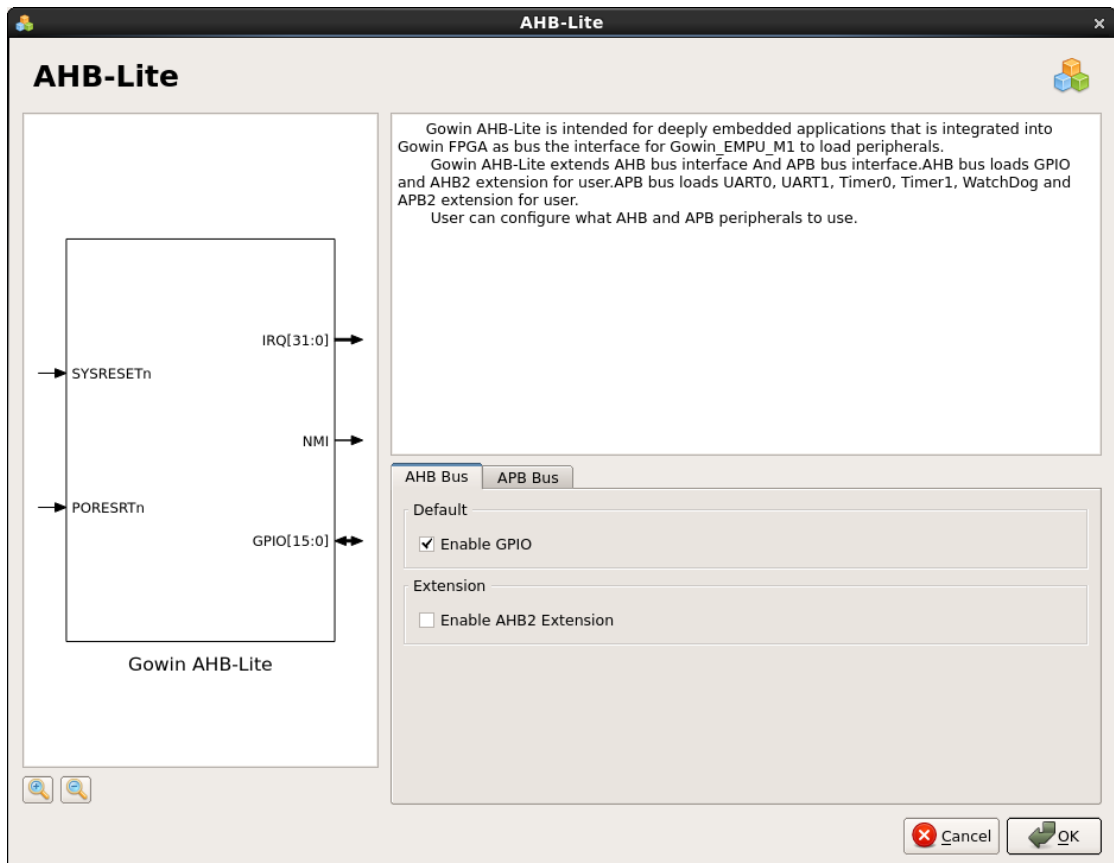 AHB-Lite
AHB-Lite
Gowin AHB-Lite is intended for deeply embedded applications that is integrated into
Gowin FPGA as bus the interface for Gowin_EMPU_M1 to load peripherals.
Gowin AHB-Lite extends AHB bus interface And APB bus interface.AHB bus loads GPIO
and AHB2 extension for user.APB bus loads UART0, UART1, Timer0, Timer1, WatchDog and
APB2 extension for user.
User can configure what AHB and APB peripherals to use.
IRQ[31:0]
SYSRESETn
NMI
PORESRTn
GPIO[15:0]
Gowin AHB-Lite
AHB Bus
APB Bus
Default
Enable GPIO
Extension
Enable AHB2 Extension
Cancel
OK